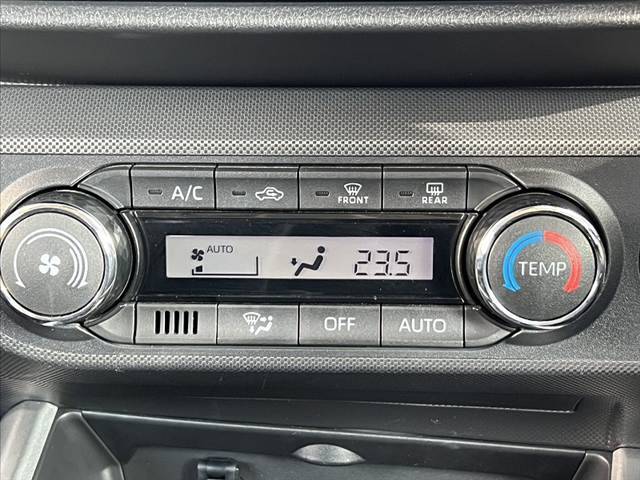 A/C
FRONT
REAR
AUTO
23.5
TEMP
OFF
AUTO